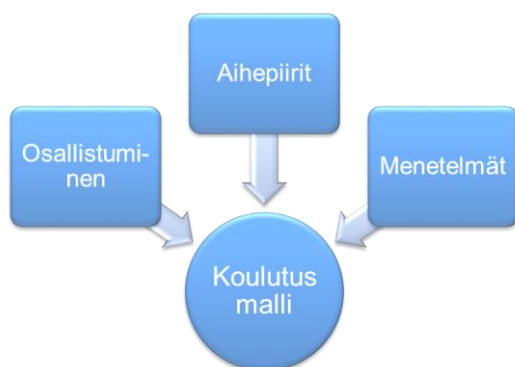 Aihepiirit
Osallistumi-
nen
Menetelmät
Koulutus
malli